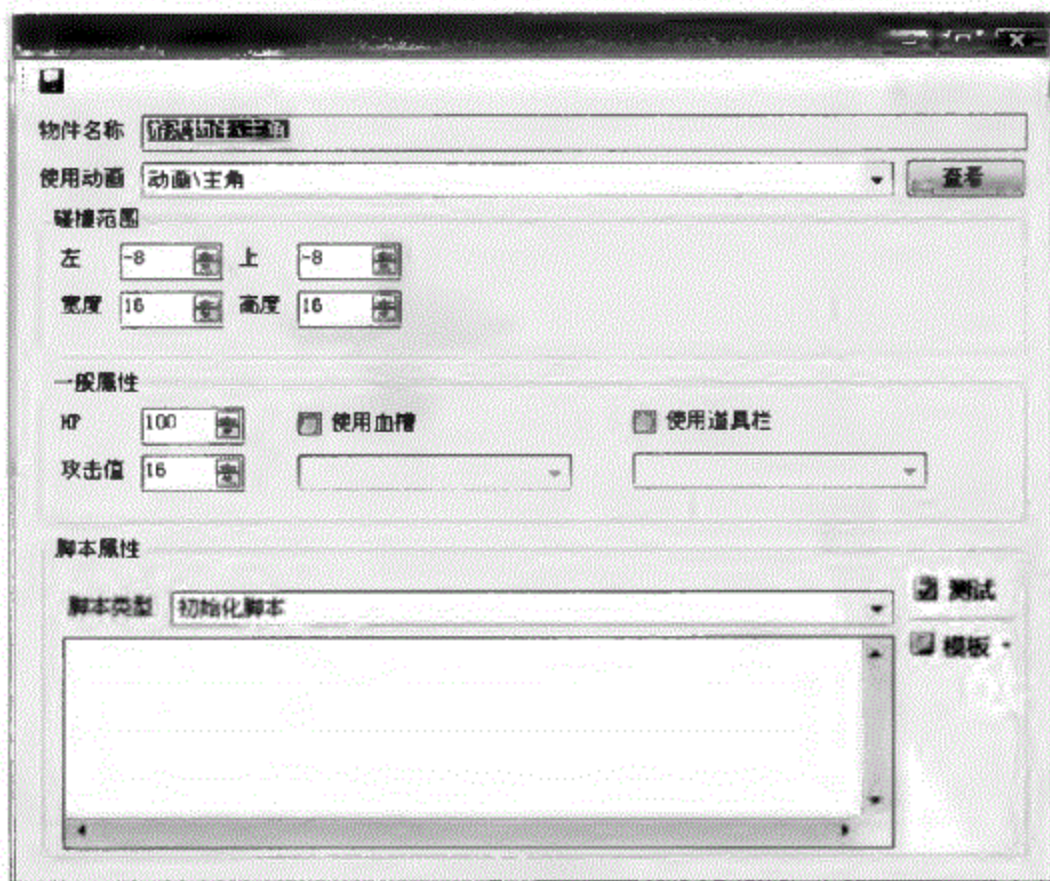 物件名称
使用动画 动画\主角 查看
碰撞范围
左 -8 上 -8
宽度 16 高度 16
一般属性
HP 100 使用血槽 使用道具栏
攻击值 16
脚本属性
脚本类型 初始化脚本 测试
模板